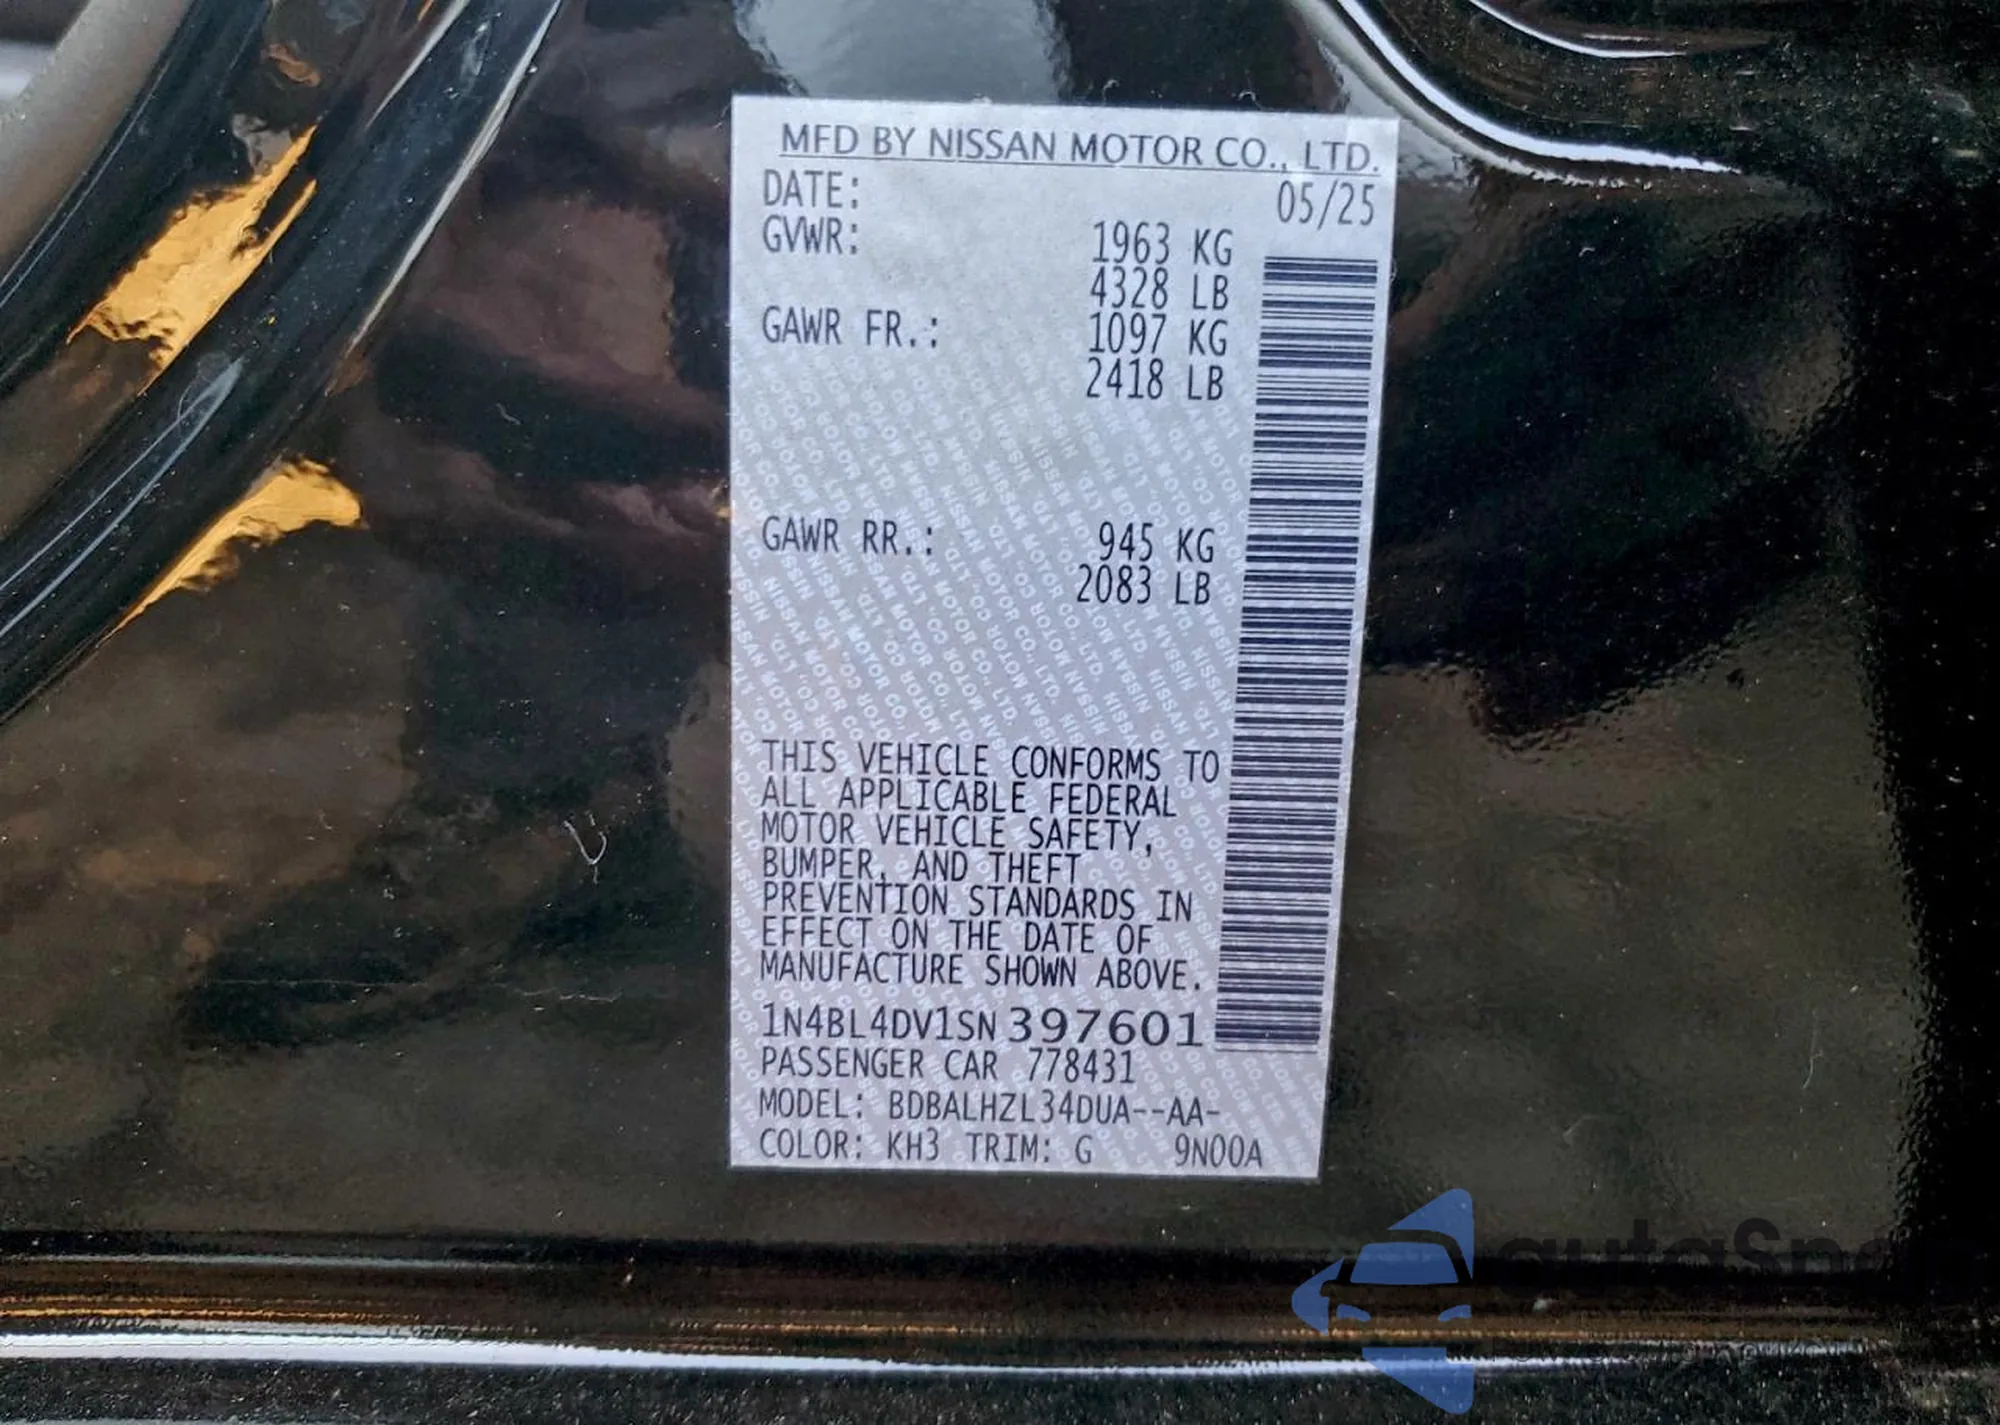 MFD BY NISSAN MOTOR CO., LTD.
DATE: 05/25
GVWR: 1963 KG
4328 LB
GAWR FR.: 1097 KG
2418 LB
GAWR RR.: 945 KG
2083 LB
THIS VEHICLE CONFORMS TO
ALL APPLICABLE FEDERAL
MOTOR VEHICLE SAFETY,
BUMPER, AND THEFT
PREVENTION STANDARDS IN
EFFECT ON THE DATE OF
MANUFACTURE SHOWN ABOVE.
1N4BL4DV1SN397601
PASSENGER CAR 778431
MODEL: BDBALHZL34DUA--AA-
COLOR: KH3 TRIM: G 9N00A